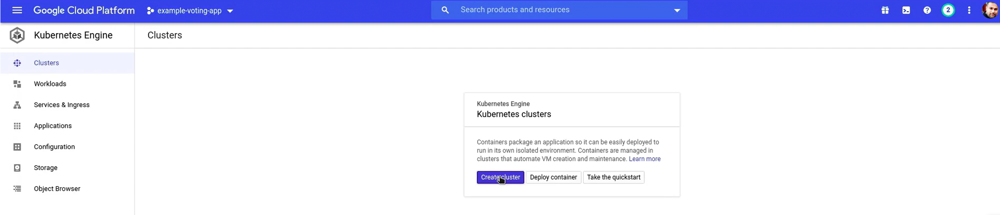 Google Cloud Platform
example-voting-app
Search products and resources
2
Kubernetes Engine
Clusters
Clusters
Workloads
Services & Ingress
Applications
Configuration
Storage
Object Browser
Kubernetes Engine
Kubernetes clusters
Containers package an application so it can be easily deployed to
run in its own isolated environment. Containers are managed in
clusters that automate VM creation and maintenance. Learn more
Create cluster
Deploy container
Take the quickstart